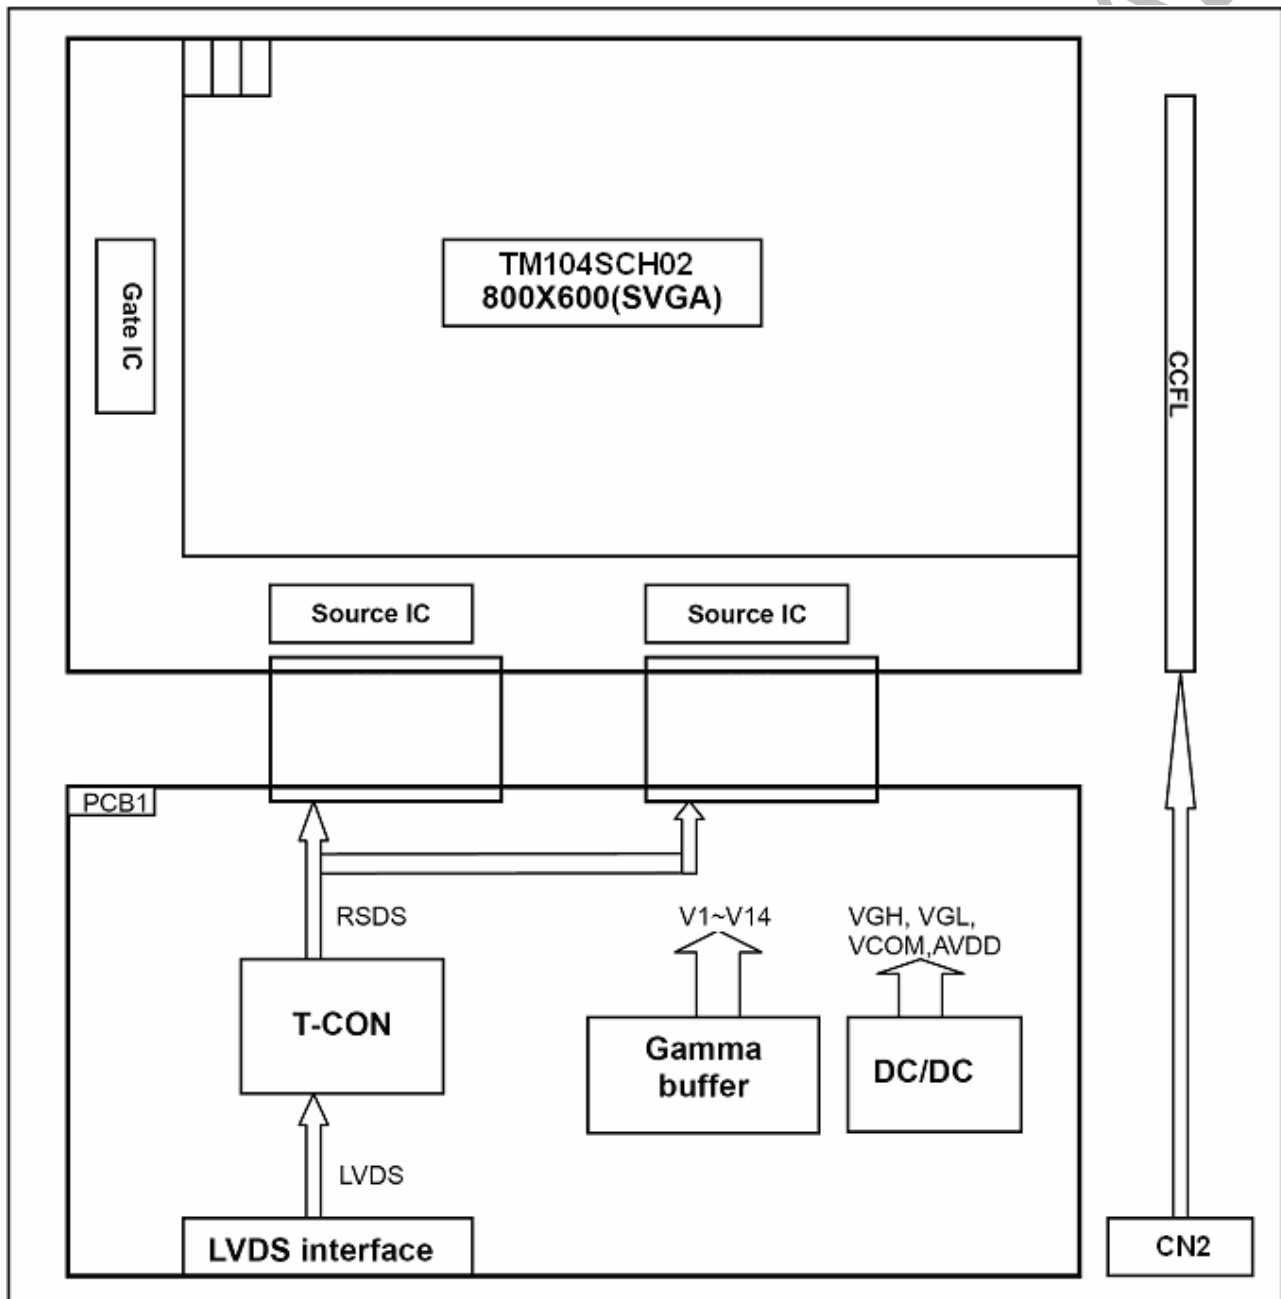 TM104SCH02
800X600(SVGA)
Gate IC
CCFL
Source IC
Source IC
PCB1
RSDS
V1~V14
VGH, VGL,
VCOM,AVDD
T-CON
Gamma
buffer
DC/DC
LVDS
LVDS interface
CN2